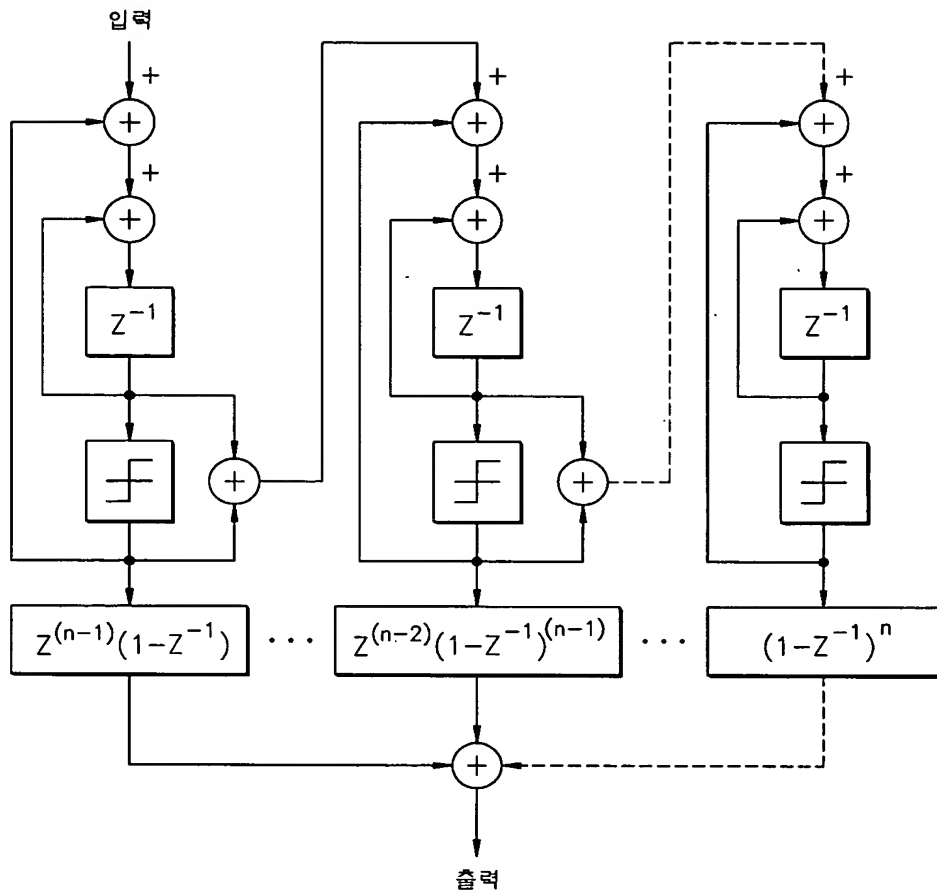 입력
+ + +
+ + +
+ + +
+ + +
Z⁻¹ Z⁻¹ Z⁻¹
+ +
Z⁽ⁿ⁻¹⁾(1-Z⁻¹) ··· Z⁽ⁿ⁻²⁾(1-Z⁻¹)⁽ⁿ⁻¹⁾ ··· (1-Z⁻¹)ⁿ
+
출력